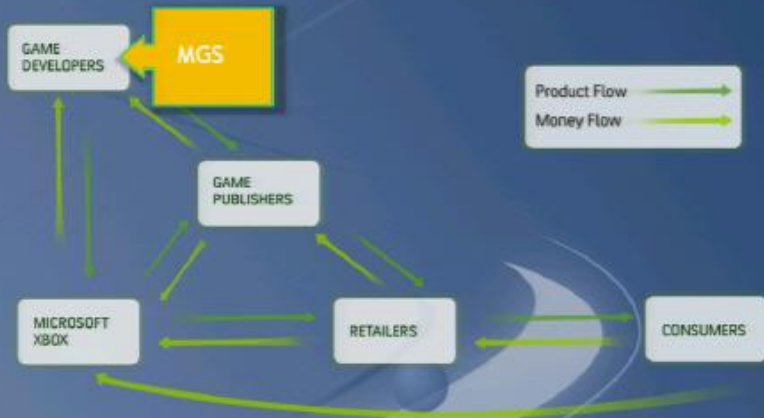 GAME
DEVELOPERS
MGS
Product Flow
Money Flow
GAME
PUBLISHERS
MICROSOFT
XBOX
RETAILERS
CONSUMERS